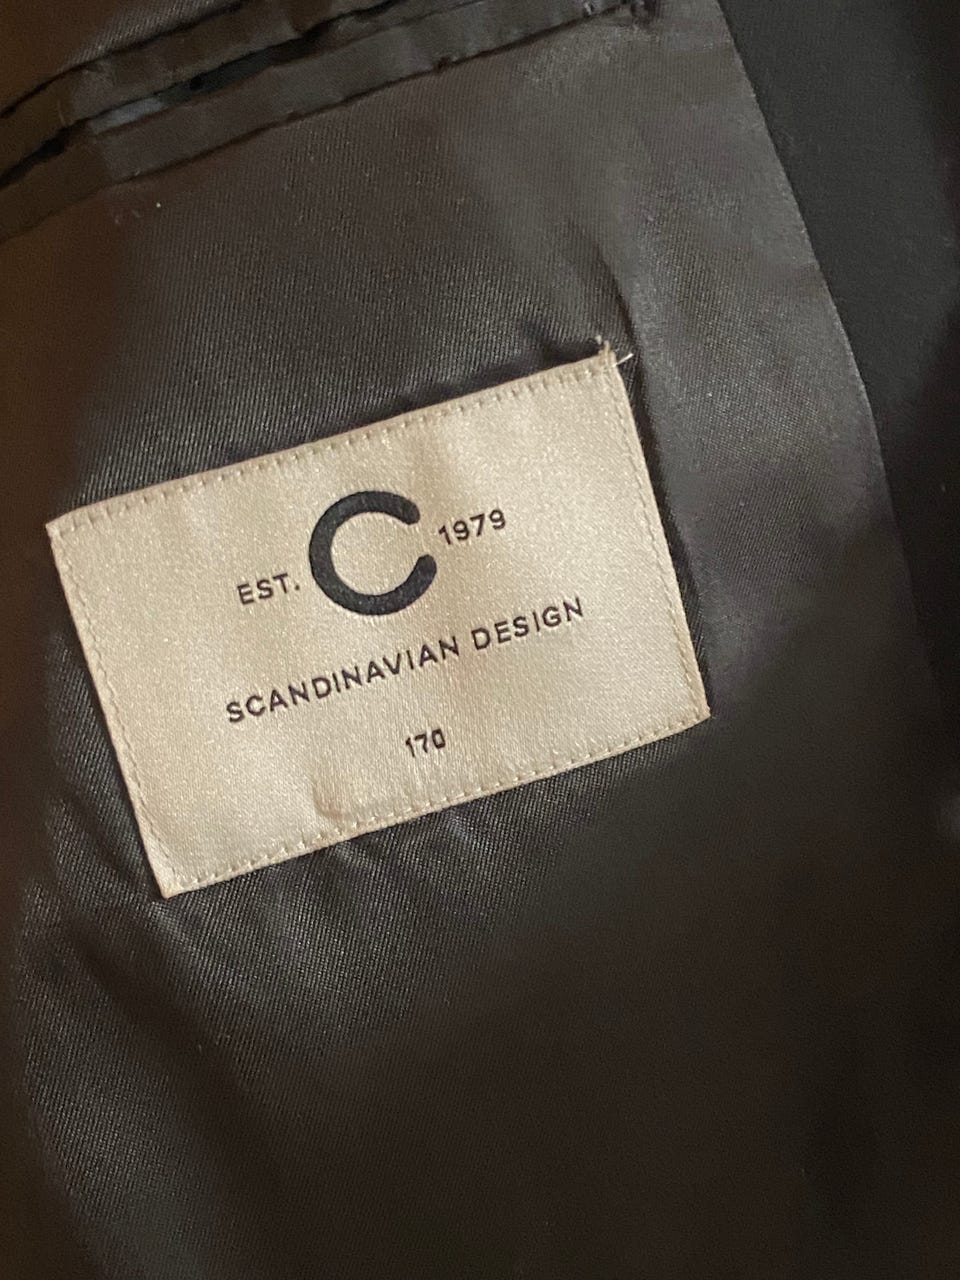 EST. C 1979
SCANDINAVIAN DESIGN
170